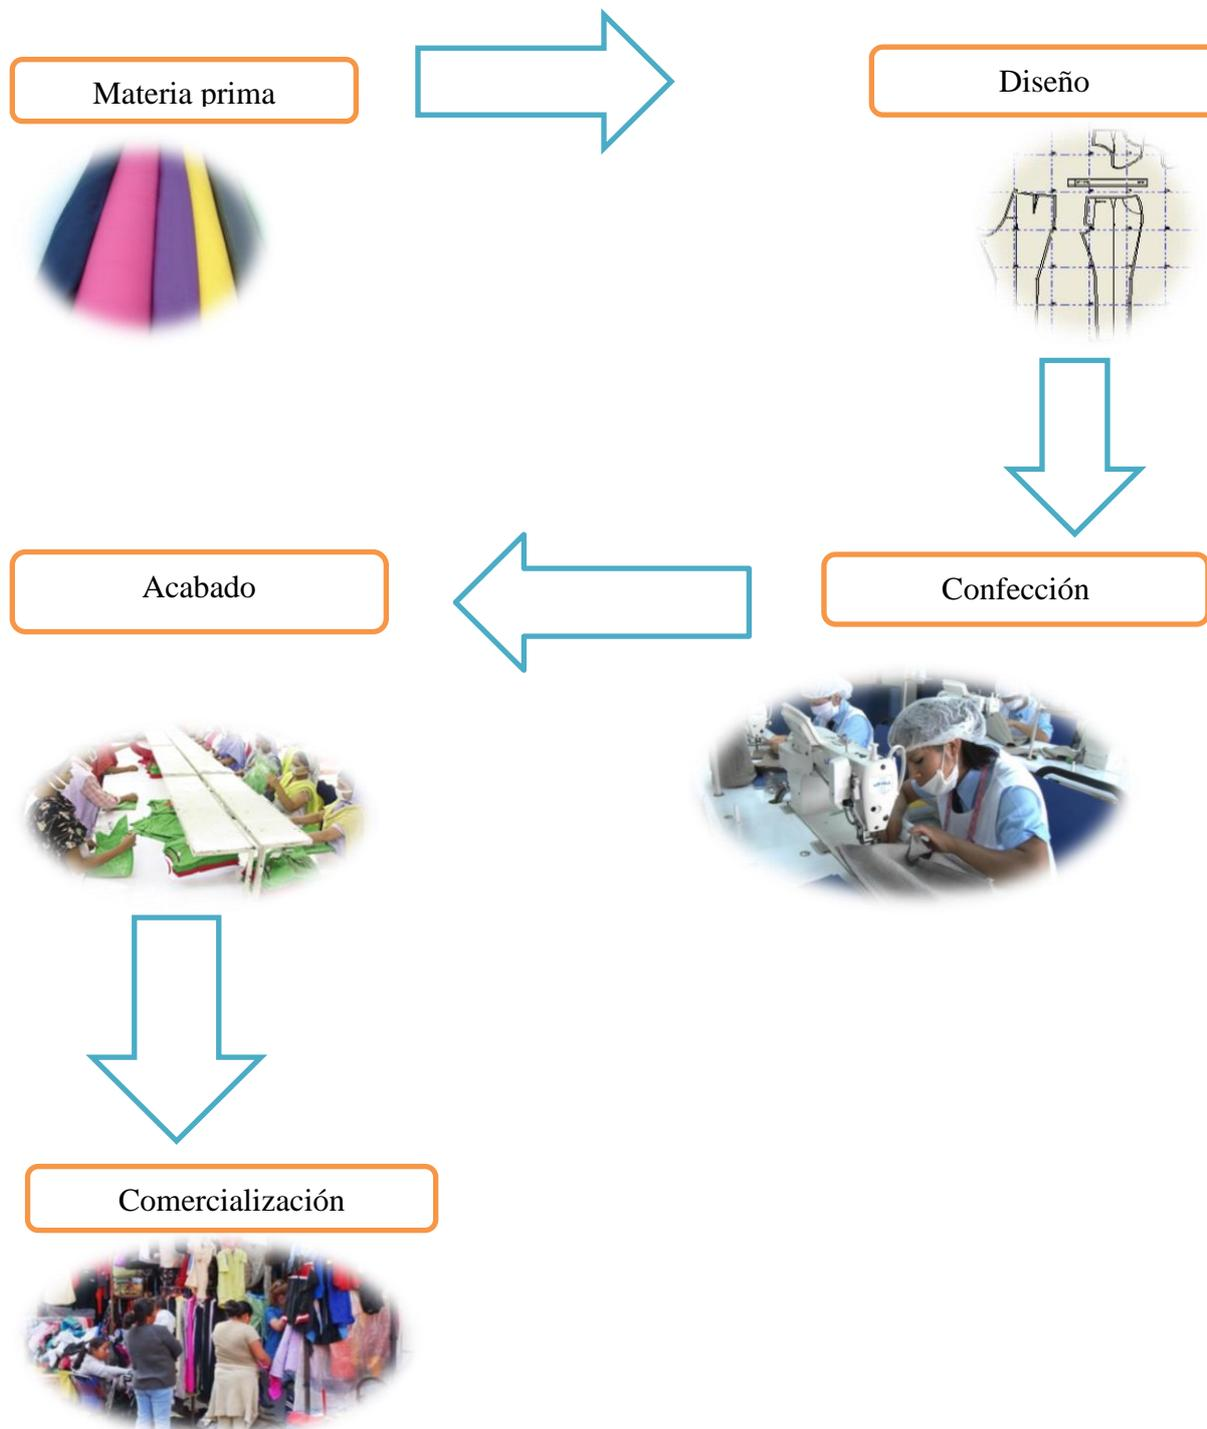 Materia prima
Diseño
Confección
Acabado
Comercialización